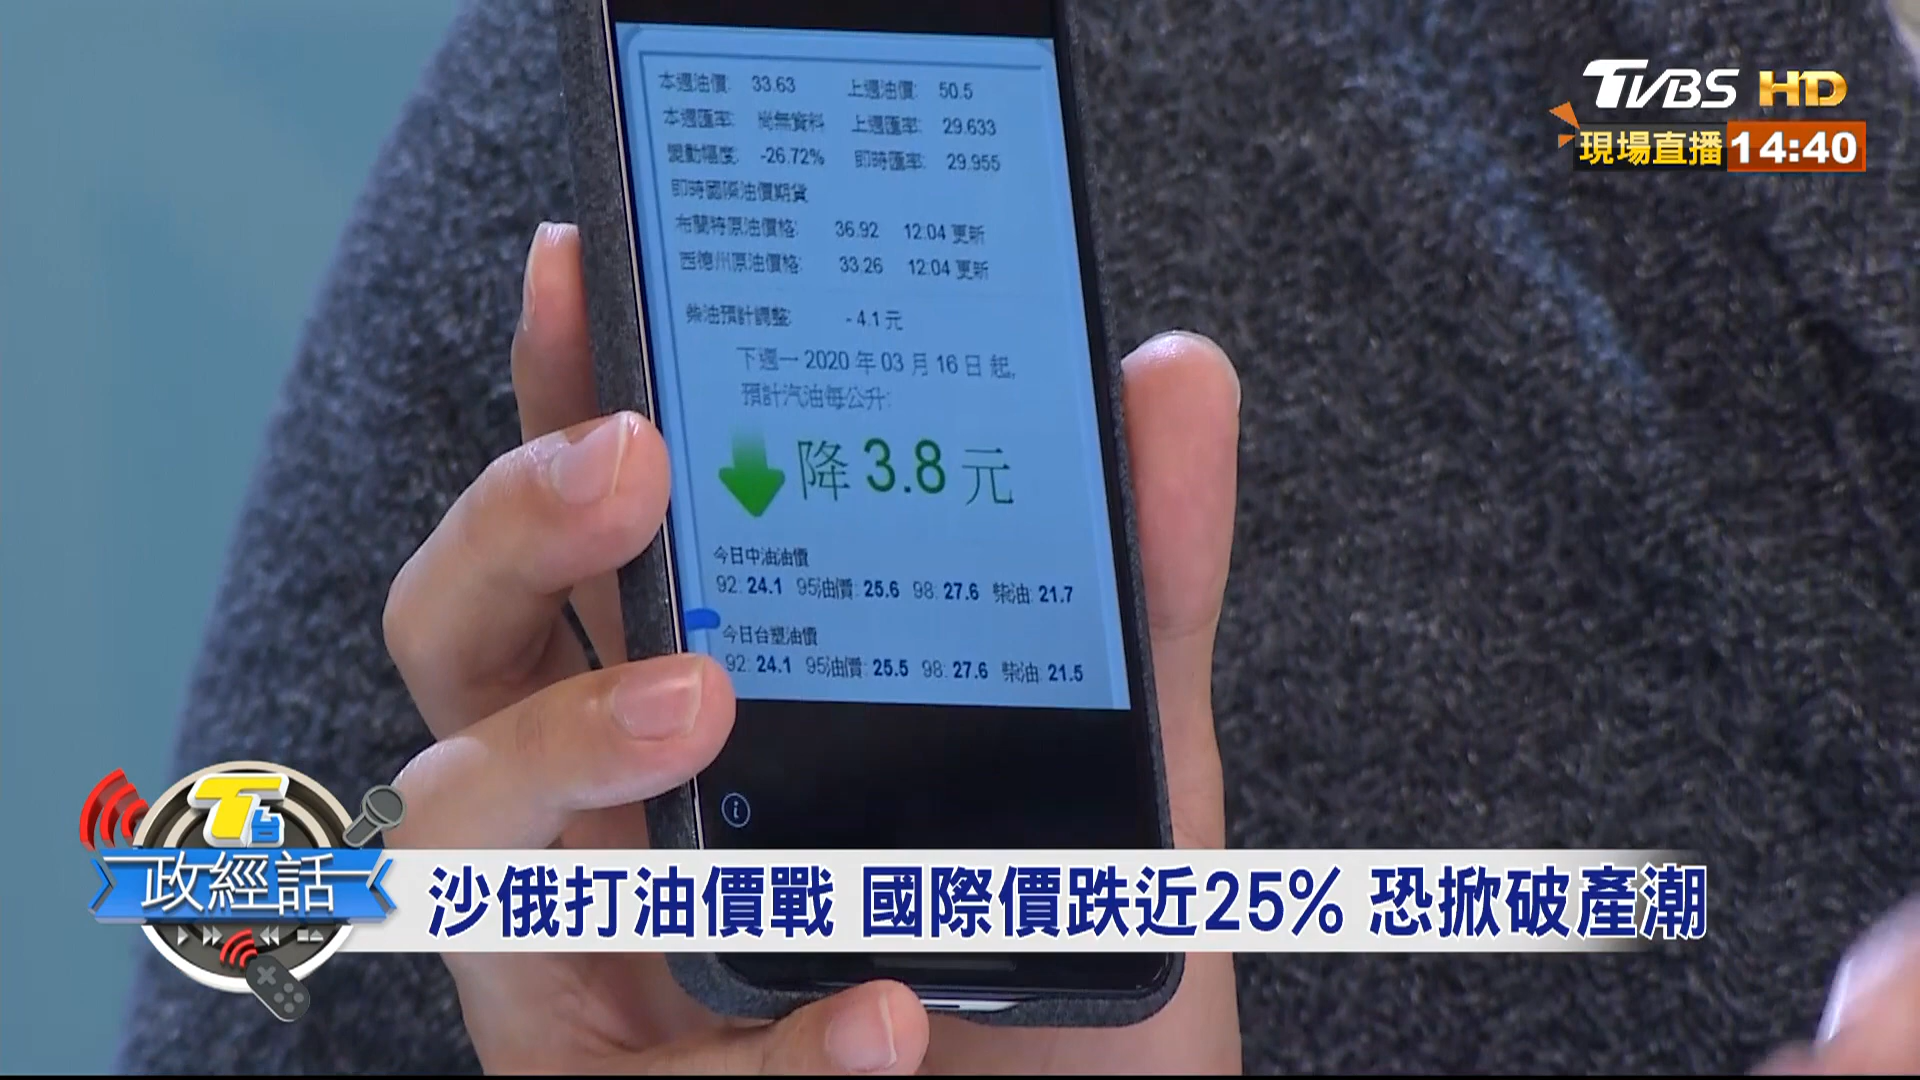 本週油價: 33.63 上週油價: 50.5
本週匯率: 尚無資料 上週匯率: 29.633
變動幅度: -26.72% 即時匯率: 29.955
即時國際油價期貨
布蘭特原油價格: 36.92 12:04 更新
西德州原油價格: 33.26 12:04 更新
柴油預計調整: - 4.1 元
下週一 2020 年 03 月 16 日 起,
預計汽油每公升:
降 3.8 元
今日中油油價
92: 24.1 95油價: 25.6 98: 27.6 柴油: 21.7
今日台塑油價
92: 24.1 95油價: 25.5 98: 27.6 柴油: 21.5
TVBS HD
現場直播 14:40
T台
政經話
沙俄打油價戰 國際價跌近25% 恐掀破產潮